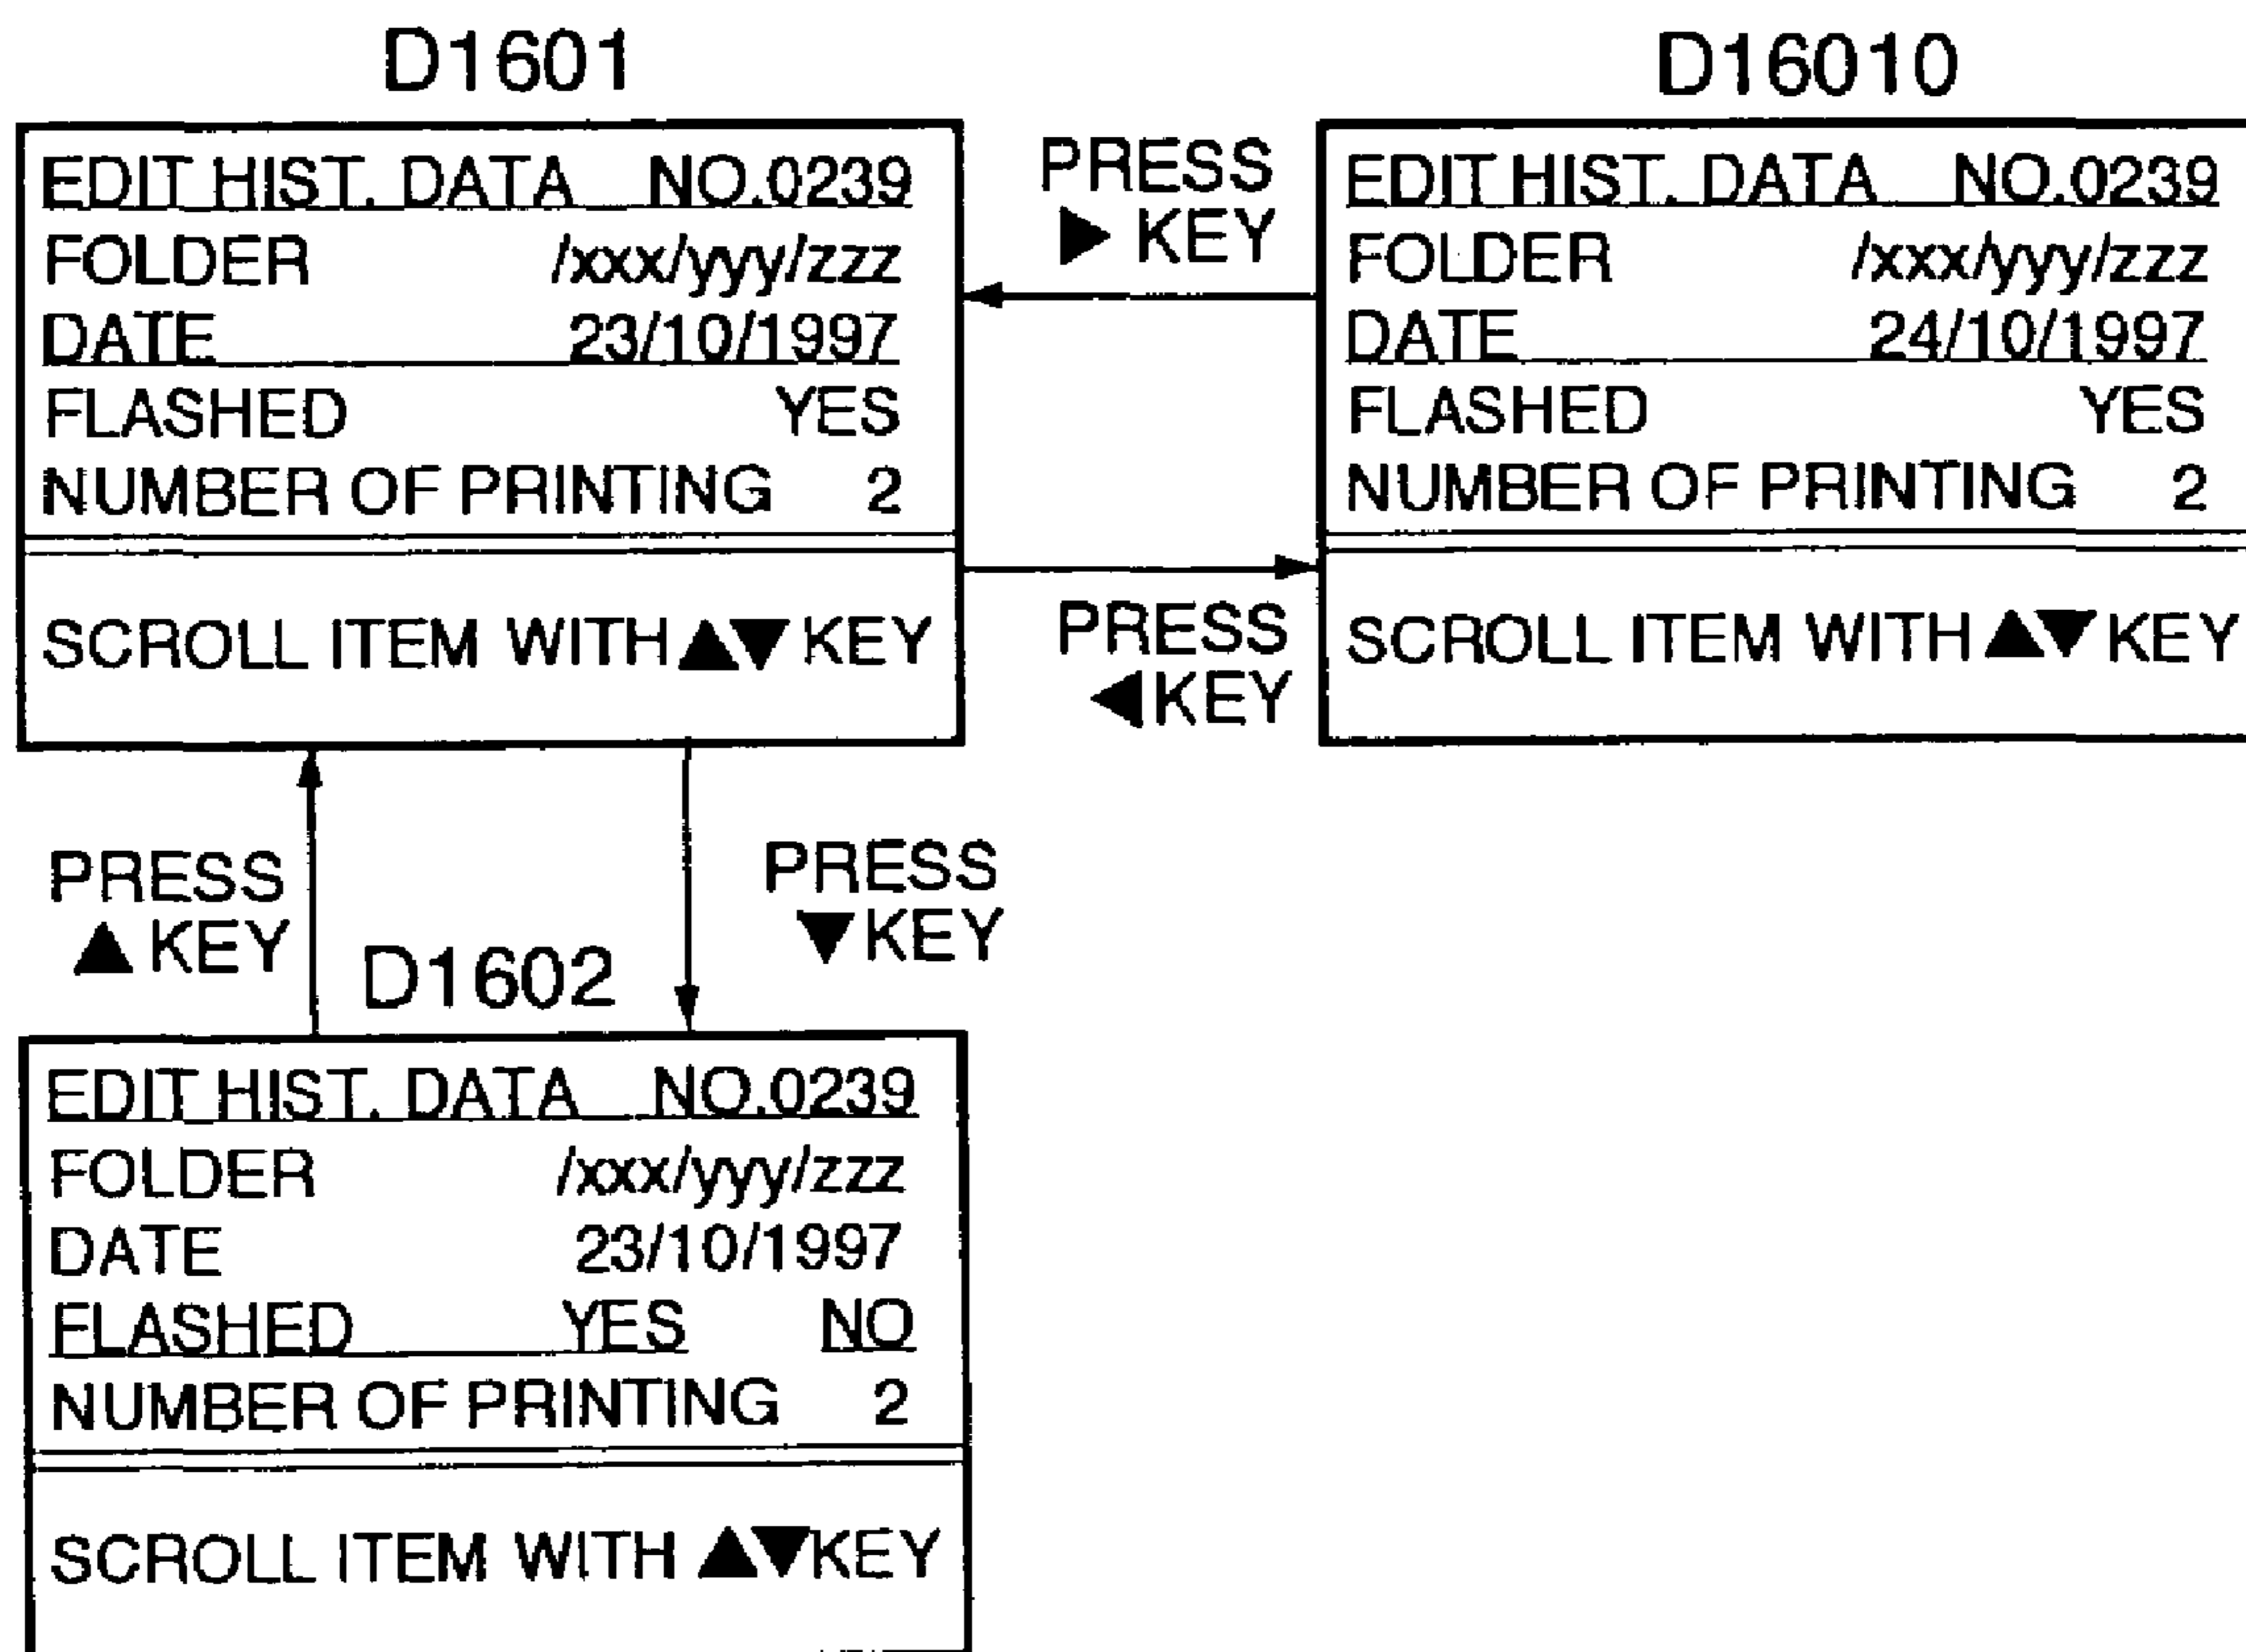 D1601
EDIT HIST. DATA NO.0239
FOLDER /xxx/yyy/zzz
DATE 23/10/1997
FLASHED YES
NUMBER OF PRINTING 2
SCROLL ITEM WITH ▲▼ KEY
PRESS
▶ KEY
PRESS
◀ KEY
D16010
EDIT HIST. DATA NO.0239
FOLDER /xxx/yyy/zzz
DATE 24/10/1997
FLASHED YES
NUMBER OF PRINTING 2
SCROLL ITEM WITH ▲▼ KEY
PRESS
▲ KEY
PRESS
▼ KEY
D1602
EDIT HIST. DATA NO.0239
FOLDER /xxx/yyy/zzz
DATE 23/10/1997
FLASHED YES NO
NUMBER OF PRINTING 2
SCROLL ITEM WITH ▲▼ KEY